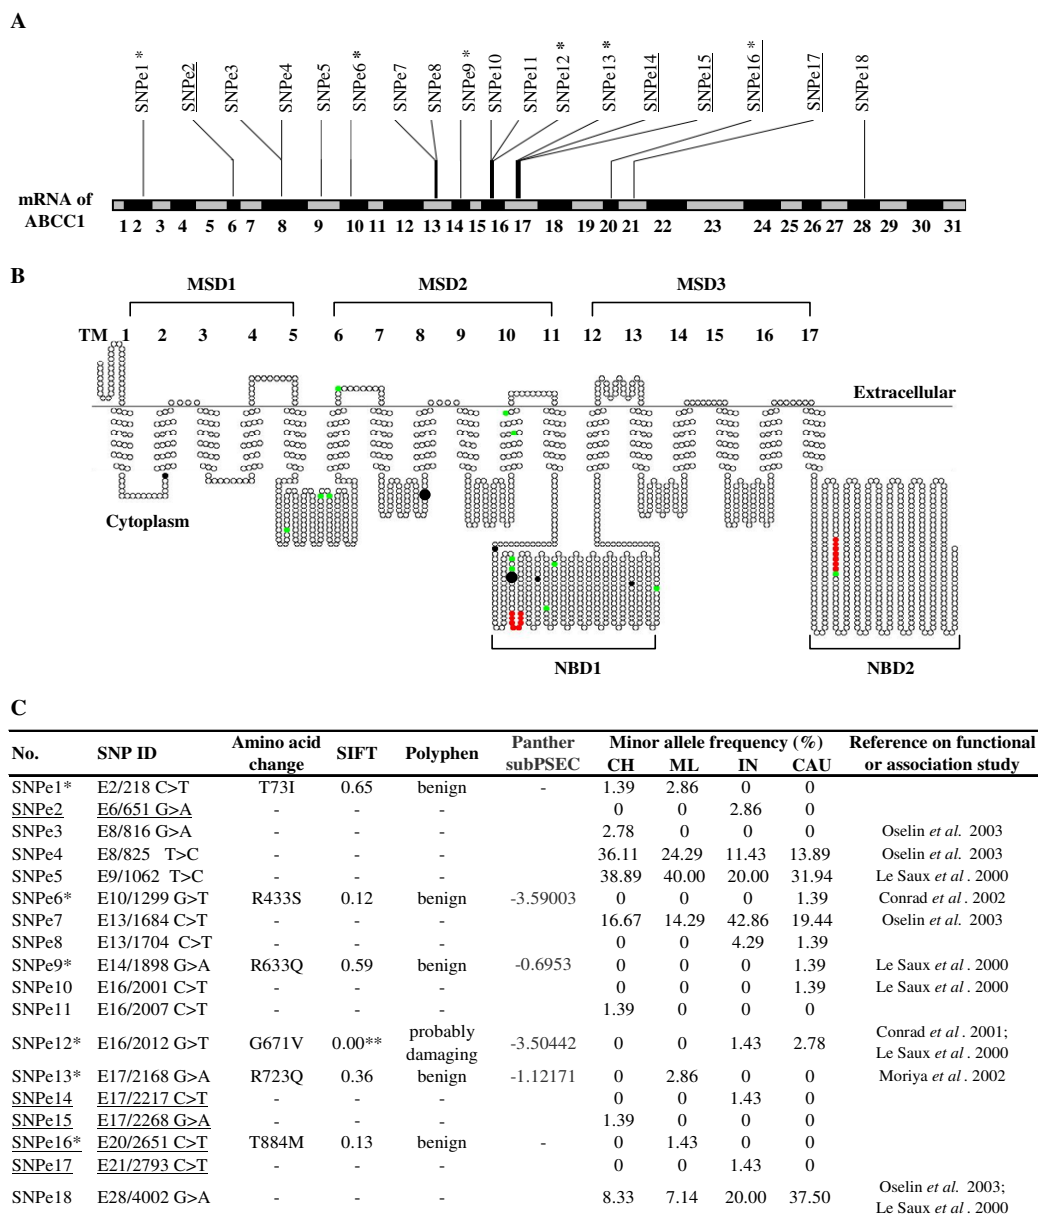 A
SNPe1 *
SNPe2
SNPe3
SNPe4
SNPe5
SNPe6 *
SNPe7
SNPe8
SNPe9 *
SNPe10
SNPe11
SNPe12 *
SNPe13 *
SNPe14
SNPe15
SNPe16 *
SNPe17
SNPe18
mRNA of
ABCC1
1 2 3 4 5 6 7 8 9 10 11 12 13 14 15 16 17 18 19 20 21 22 23 24 25 26 27 28 29 30 31
B
MSD1 MSD2 MSD3
TM 1 2 3 4 5 6 7 8 9 10 11 12 13 14 15 16 17
Extracellular
Cytoplasm
NBD1
NBD2
C
No. SNP ID Amino acid change SIFT Polyphen Panther subPSEC Minor allele frequency (%) Reference on functional or association study
CH ML IN CAU
SNPe1* E2/218 C>T T73I 0.65 benign - 1.39 2.86 0 0
SNPe2 E6/651 G>A - - - 0 0 2.86 0
SNPe3 E8/816 G>A - - - 2.78 0 0 0 Oselin et al. 2003
SNPe4 E8/825 T>C - - - 36.11 24.29 11.43 13.89 Oselin et al. 2003
SNPe5 E9/1062 T>C - - - 38.89 40.00 20.00 31.94 Le Saux et al. 2000
SNPe6* E10/1299 G>T R433S 0.12 benign -3.59003 0 0 0 1.39 Conrad et al. 2002
SNPe7 E13/1684 C>T - - - 16.67 14.29 42.86 19.44 Oselin et al. 2003
SNPe8 E13/1704 C>T - - - 0 0 4.29 1.39
SNPe9* E14/1898 G>A R633Q 0.59 benign -0.6953 0 0 0 1.39 Le Saux et al. 2000
SNPe10 E16/2001 C>T - - - 0 0 0 1.39 Le Saux et al. 2000
SNPe11 E16/2007 C>T - - - 1.39 0 0 0
SNPe12* E16/2012 G>T G671V 0.00** probably damaging -3.50442 0 0 1.43 2.78 Conrad et al. 2001; Le Saux et al. 2000
SNPe13* E17/2168 G>A R723Q 0.36 benign -1.12171 0 2.86 0 0 Moriya et al. 2002
SNPe14 E17/2217 C>T - - - 0 0 1.43 0
SNPe15 E17/2268 G>A - - - 1.39 0 0 0
SNPe16* E20/2651 C>T T884M 0.13 benign - 0 1.43 0 0
SNPe17 E21/2793 C>T - - - 0 0 1.43 0
SNPe18 E28/4002 G>A - - - 8.33 7.14 20.00 37.50 Oselin et al. 2003; Le Saux et al. 2000